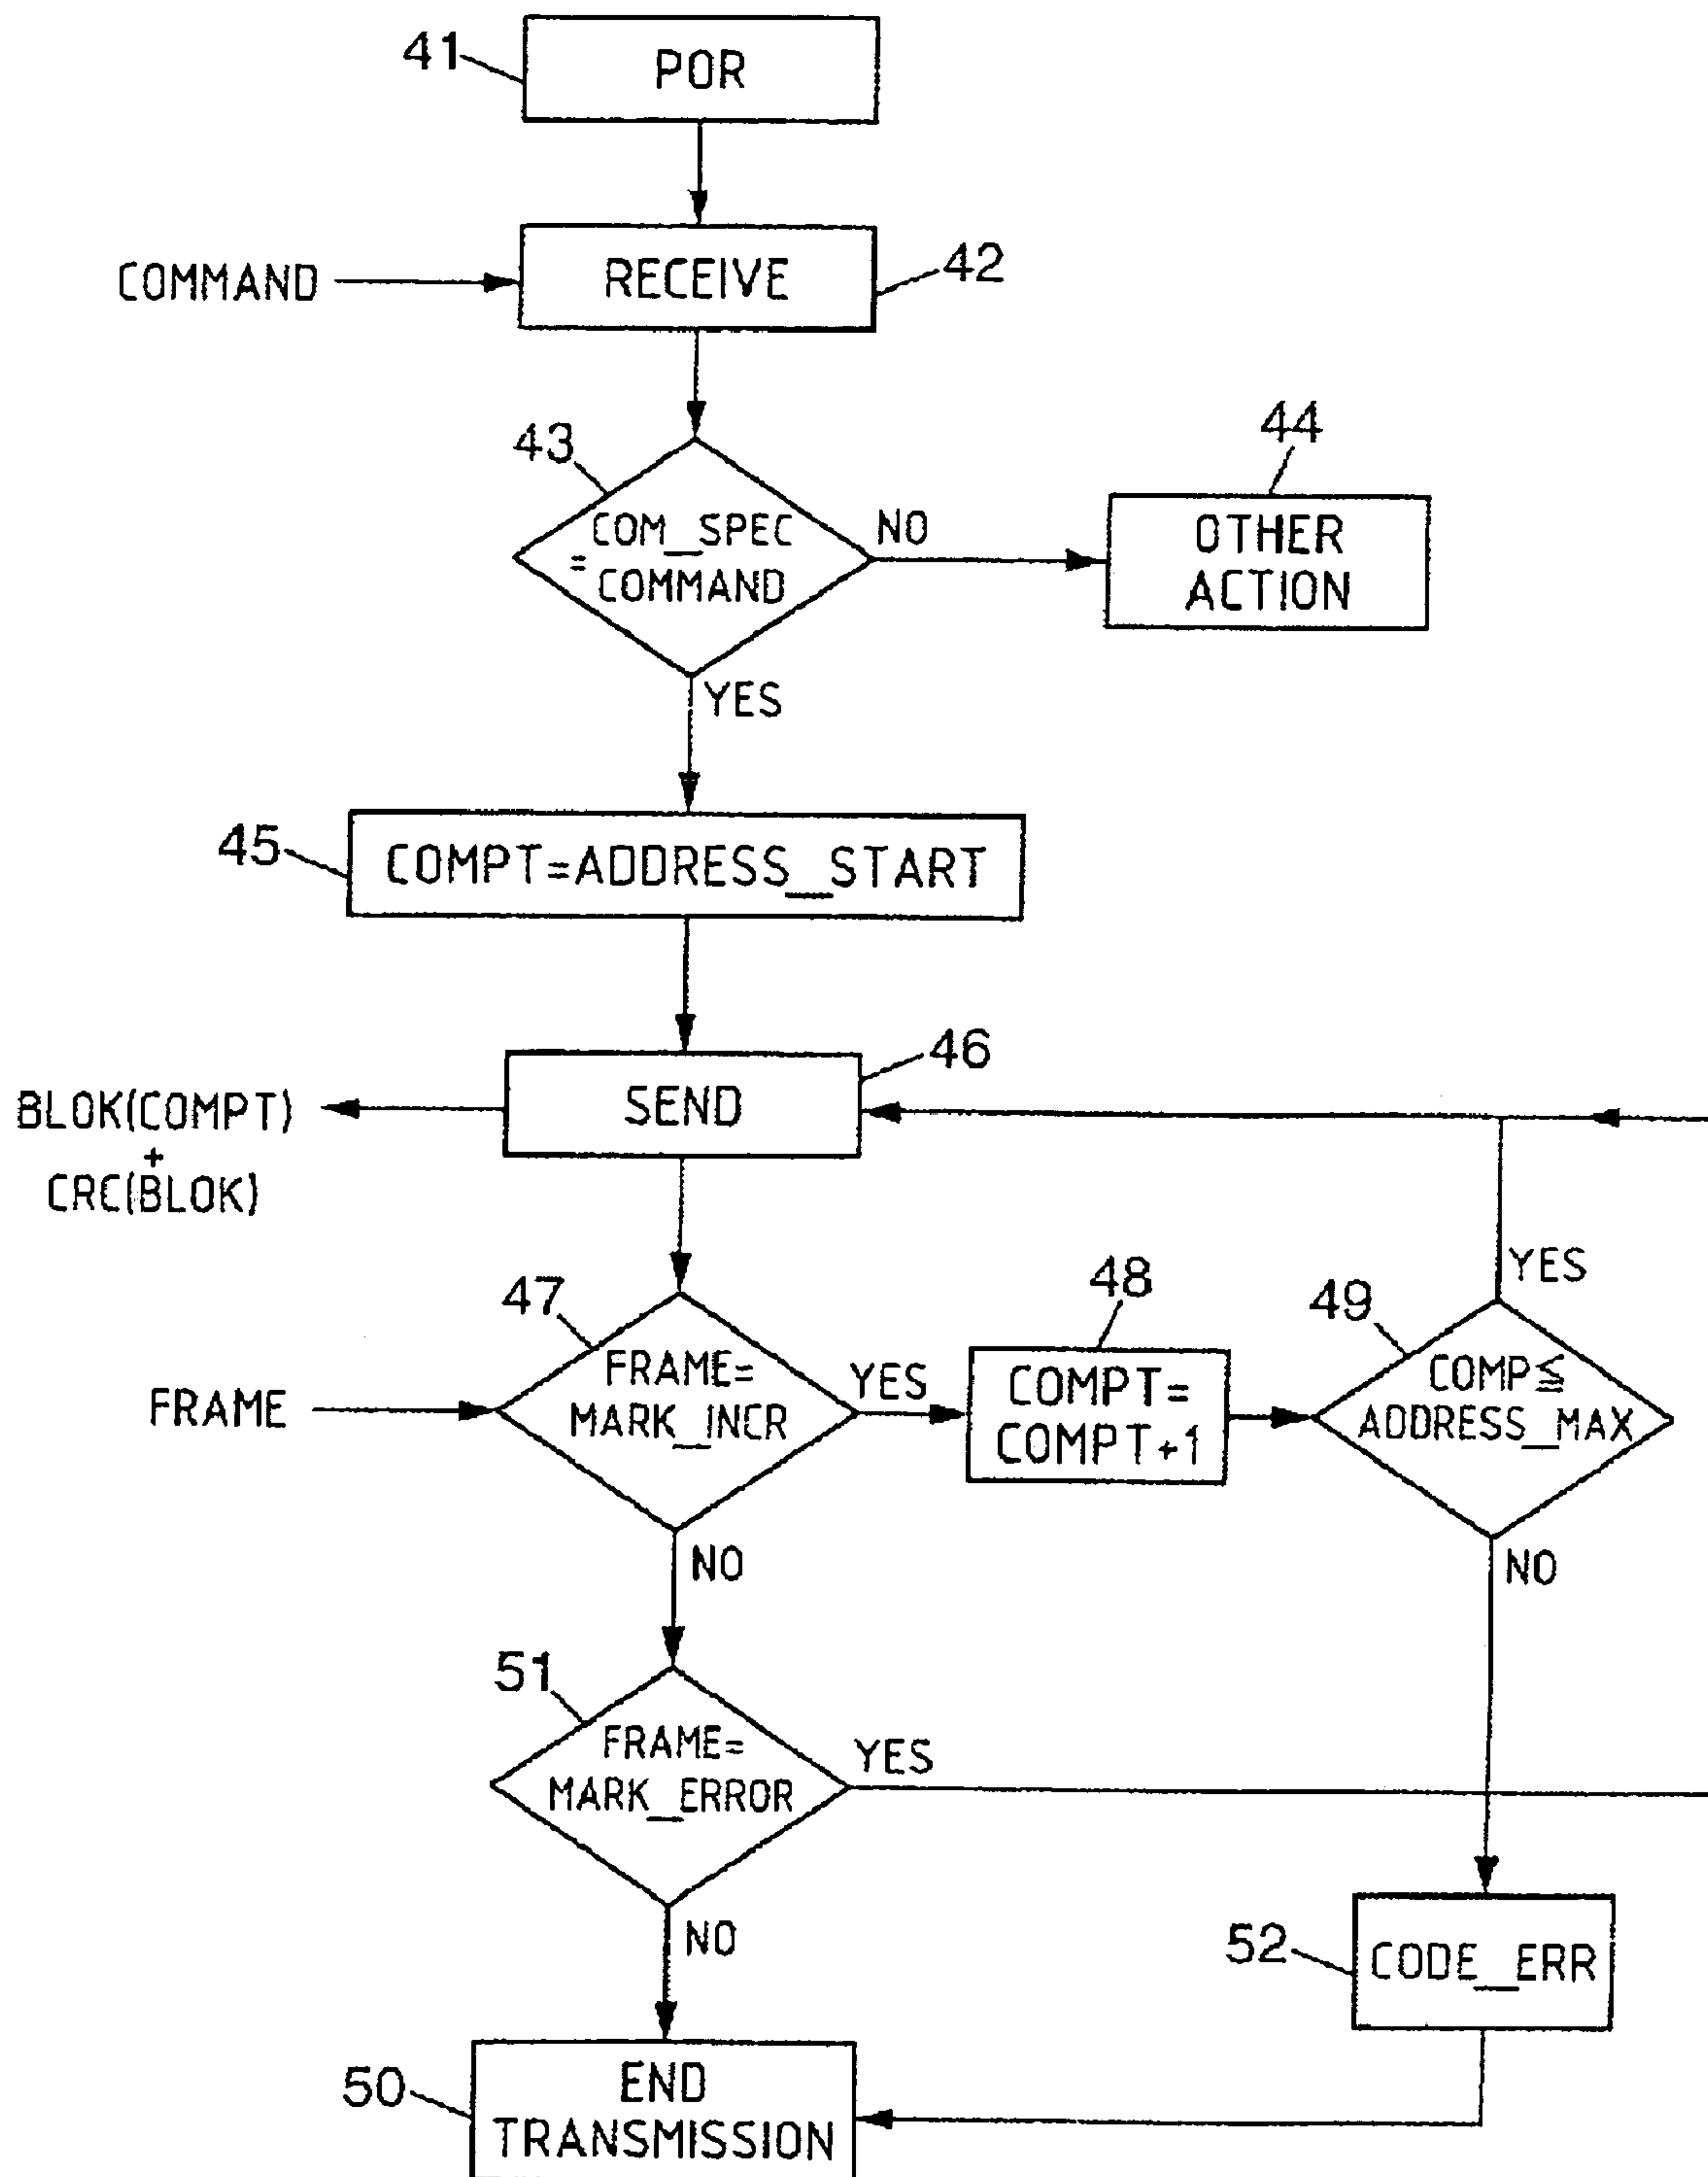 41
POR
COMMAND
RECEIVE
42
43
COM_SPEC
= COMMAND
NO
44
OTHER
ACTION
YES
45
COMPT=ADDRESS_START
46
SEND
BLOK(COMPT)
+
CRC(BLOK)
47
FRAME
FRAME=
MARK_INCR
YES
48
COMPT=
COMPT+1
49
YES
COMP≦
ADDRESS_MAX
NO
NO
51
FRAME=
MARK_ERROR
YES
NO
52
CODE_ERR
50
END
TRANSMISSION